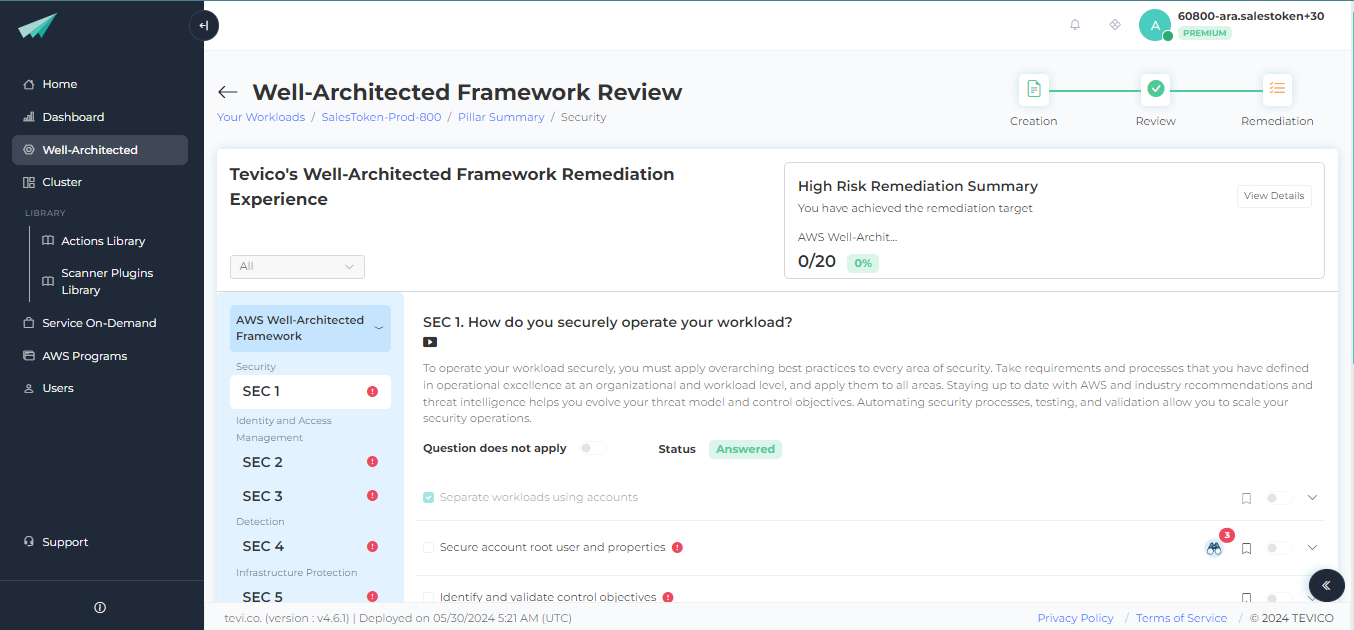 60800-ara.salestoken+30
A
PREMIUM
Home
Dashboard
Well-Architected
Cluster
LIBRARY
Actions Library
Scanner Plugins
Library
Service On-Demand
AWS Programs
Users
Support
Well-Architected Framework Review
Your Workloads / SalesToken-Prod-800 / Pillar Summary / Security
Creation
Review
Remediation
Tevico's Well-Architected Framework Remediation
Experience
All
High Risk Remediation Summary
You have achieved the remediation target
View Details
AWS Well-Archit...
0/20 0%
AWS Well-Architected
Framework
Security
SEC 1
Identity and Access
Management
SEC 2
SEC 3
Detection
SEC 4
Infrastructure Protection
SEC 5
SEC 1. How do you securely operate your workload?
To operate your workload securely, you must apply overarching best practices to every area of security. Take requirements and processes that you have defined
in operational excellence at an organizational and workload level, and apply them to all areas. Staying up to date with AWS and industry recommendations and
threat intelligence helps you evolve your threat model and control objectives. Automating security processes, testing, and validation allow you to scale your
security operations.
Question does not apply
Status Answered
Separate workloads using accounts
Secure account root user and properties
3
Identify and validate control objectives
tevi.co. (version : v4.6.1) | Deployed on 05/30/2024 5:21 AM (UTC)
Privacy Policy / Terms of Service / © 2024 TEVICO